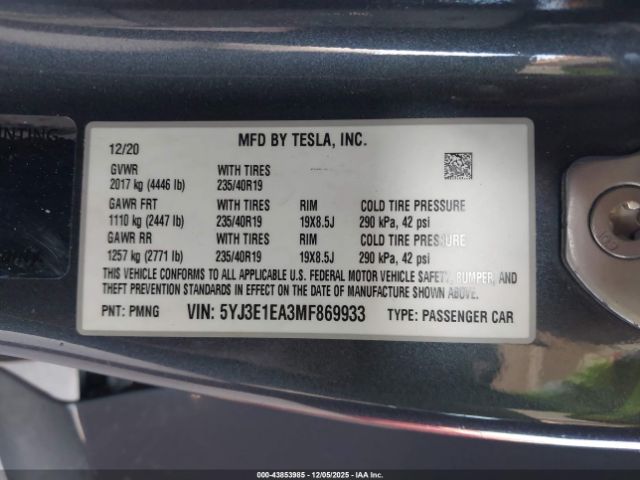 UNTING
12/20 MFD BY TESLA, INC.
GVWR WITH TIRES
2017 kg (4446 lb) 235/40R19
GAWR FRT WITH TIRES RIM COLD TIRE PRESSURE
1110 kg (2447 lb) 235/40R19 19X8.5J 290 kPa, 42 psi
GAWR RR WITH TIRES RIM COLD TIRE PRESSURE
1257 kg (2771 lb) 235/40R19 19X8.5J 290 kPa, 42 psi
THIS VEHICLE CONFORMS TO ALL APPLICABLE U.S. FEDERAL MOTOR VEHICLE SAFETY, BUMPER, AND
THEFT PREVENTION STANDARDS IN EFFECT ON THE DATE OF MANUFACTURE SHOWN ABOVE.
PNT: PMNG VIN: 5YJ3E1EA3MF869933 TYPE: PASSENGER CAR
000-43853985 - 12/05/2025 - IAA Inc.